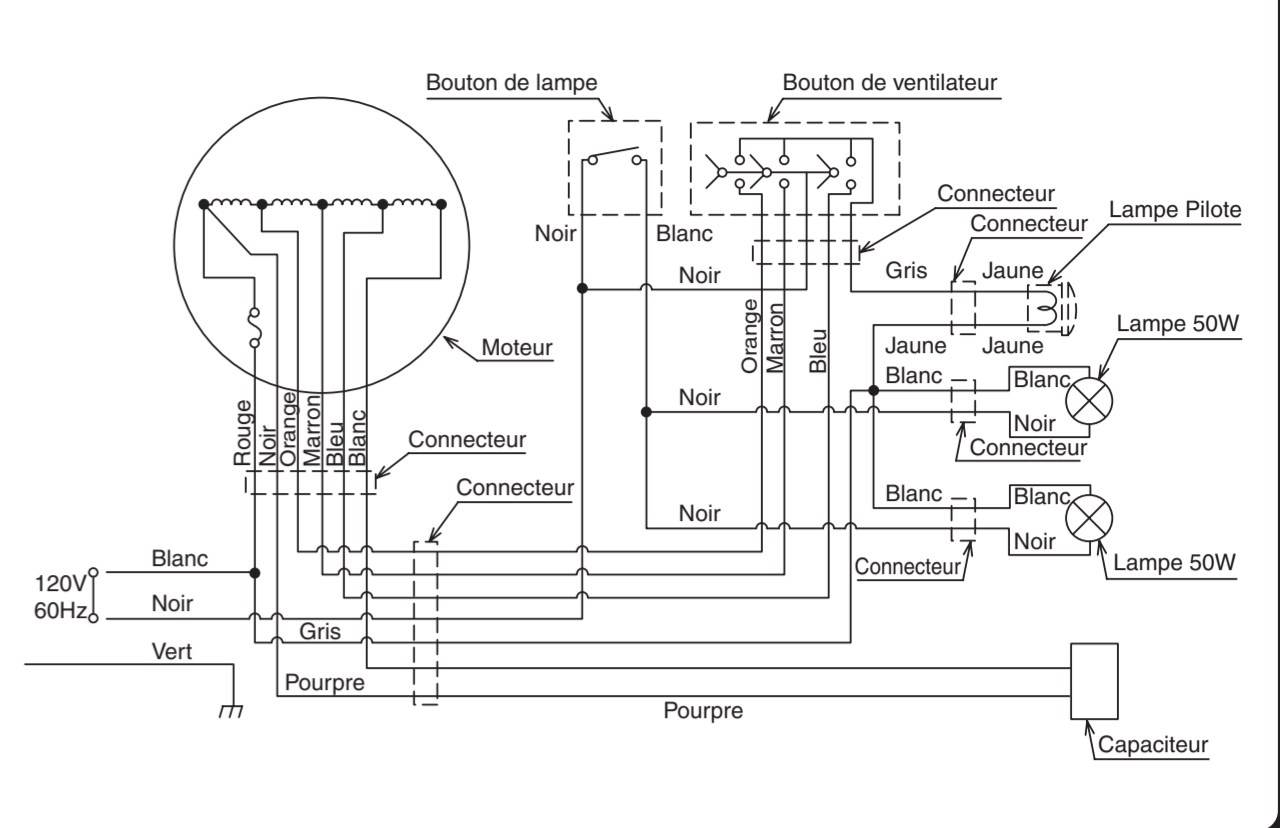 Bouton de lampe
Bouton de ventilateur
Connecteur
Connecteur
Lampe Pilote
Noir
Blanc
Noir
Gris
Jaune
Orange
Marron
Bleu
Lampe 50W
Moteur
Jaune
Jaune
Blanc
Blanc
Noir
Noir
Connecteur
Rouge
Noir
Orange
Marron
Bleu
Blanc
Connecteur
Connecteur
Blanc
Blanc
Noir
Noir
Connecteur
Lampe 50W
Blanc
120V
60Hz
Noir
Gris
Vert
Pourpre
Pourpre
Capaciteur